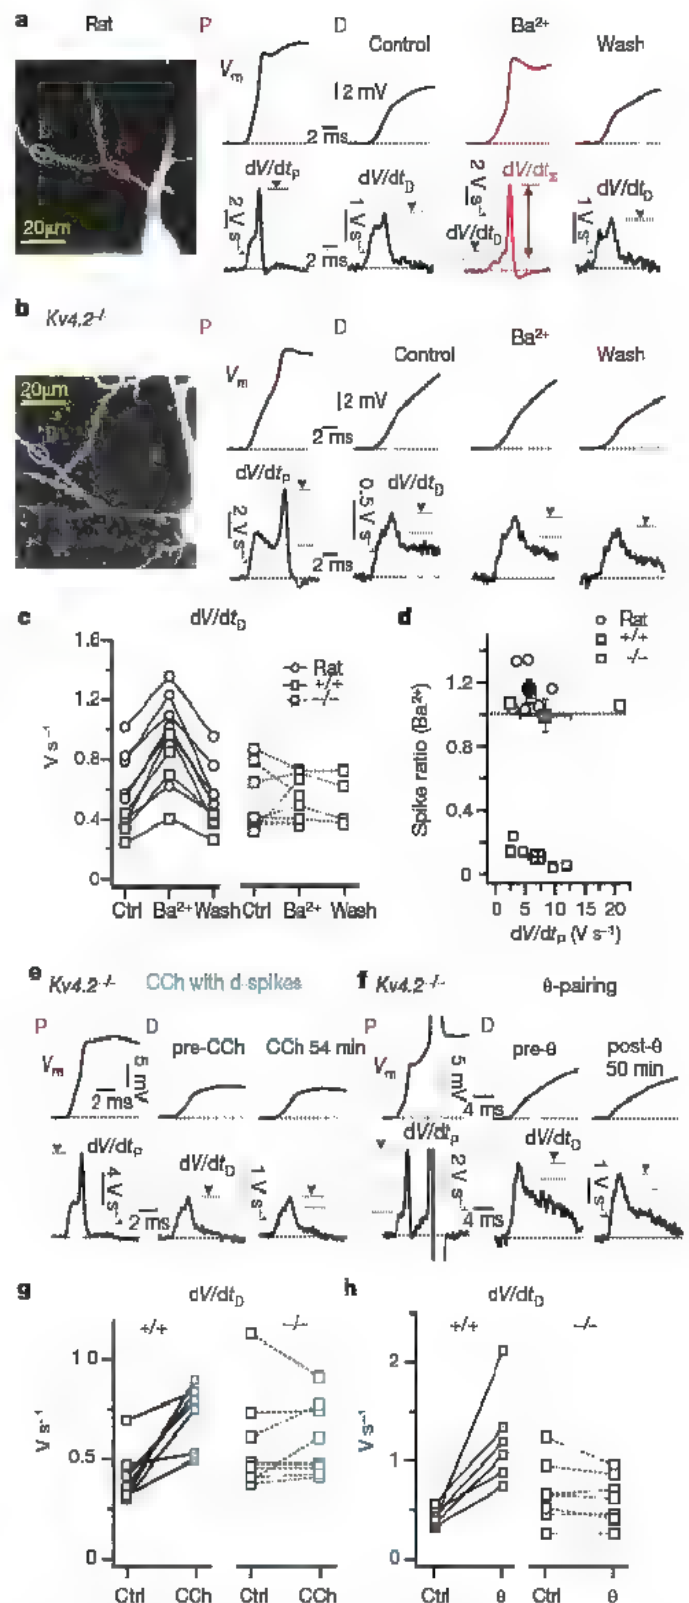 a Rat P D Control Ba²⁺ Wash
Vm
2 mV
2 ms
dV/dtP dV/dtD dV/dtΣ dV/dtD
2 V s⁻¹ 1 V s⁻¹ 2 V s⁻¹ dV/dtD 1 V s⁻¹
20µm
2 ms
b Kv4.2⁻/⁻ P D Control Ba²⁺ Wash
20µm
Vm
2 mV
2 ms
dV/dtP dV/dtD
2 V s⁻¹ 0.5 V s⁻¹
2 ms
c dV/dtD
1.6
1.2
0.8
0.4
0
V s⁻¹
Rat
+/+
-/-
Ctrl Ba²⁺ Wash Ctrl Ba²⁺ Wash
d
Rat
+/+
-/-
Spike ratio (Ba²⁺)
1.2
0.8
0.4
0
0 5 10 15 20
dV/dtP (V s⁻¹)
e Kv4.2⁻/⁻ CCh with d-spikes
P D
pre-CCh CCh 54 min
Vm
5 mV
2 ms
dV/dtP dV/dtD
4 V s⁻¹ 1 V s⁻¹
2 ms
f Kv4.2⁻/⁻ θ-pairing
P D
pre-θ post-θ
50 min
Vm
5 mV
4 ms
dV/dtP dV/dtD
2 V s⁻¹ 1 V s⁻¹
4 ms
g dV/dtD
+/+ -/-
1.0
0.5
0
V s⁻¹
Ctrl CCh Ctrl CCh
h dV/dtD
+/+ -/-
2
1
0
V s⁻¹
Ctrl θ Ctrl θ